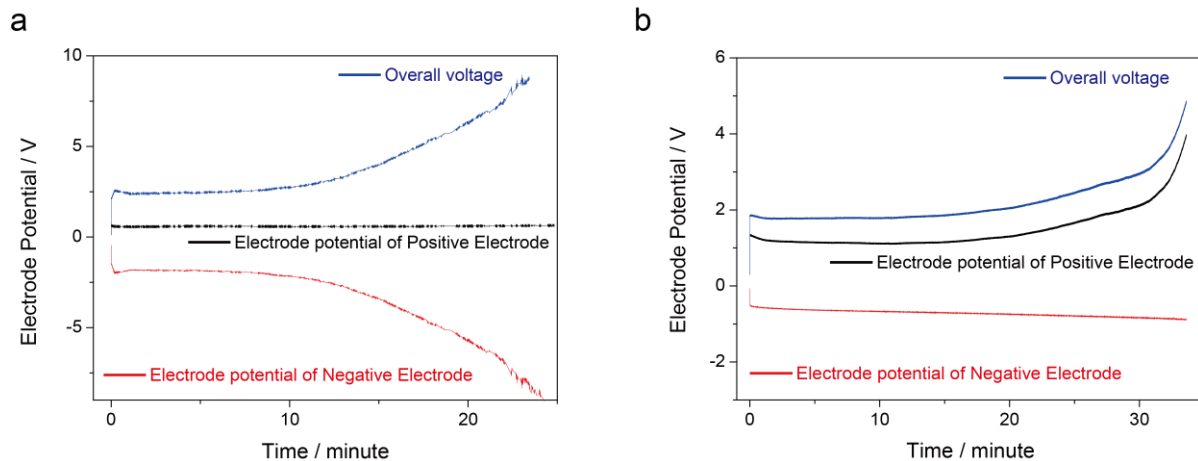 a
10
5
0
-5
0
10
20
Electrode Potential / V
Time / minute
Overall voltage
Electrode potential of Positive Electrode
Electrode potential of Negative Electrode
b
6
4
2
0
-2
0
10
20
30
Electrode Potential / V
Time / minute
Overall voltage
Electrode potential of Positive Electrode
Electrode potential of Negative Electrode